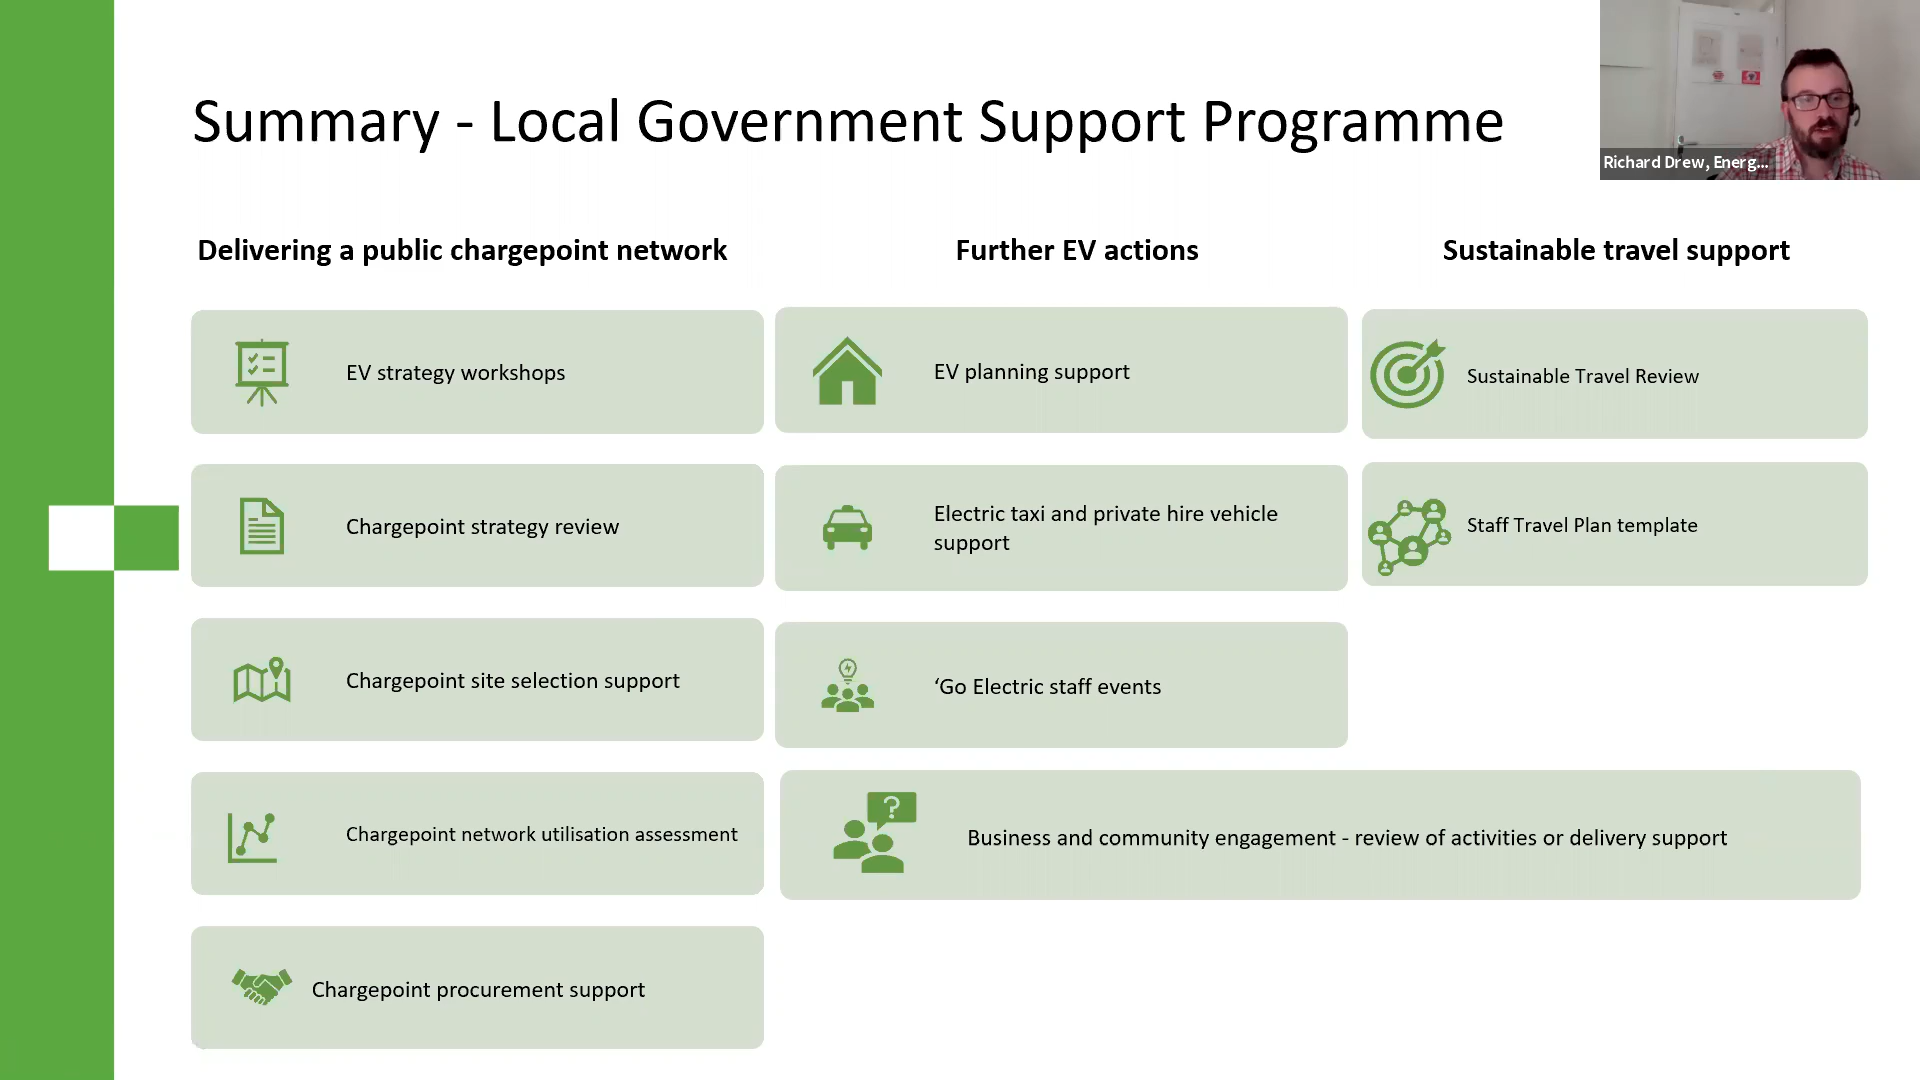 Summary - Local Government Support Programme
Richard Drew, Energ...
Delivering a public chargepoint network
EV strategy workshops
Chargepoint strategy review
Chargepoint site selection support
Chargepoint network utilisation assessment
Chargepoint procurement support
Further EV actions
EV planning support
Electric taxi and private hire vehicle
support
‘Go Electric staff events
Sustainable travel support
Sustainable Travel Review
Staff Travel Plan template
?
Business and community engagement - review of activities or delivery support